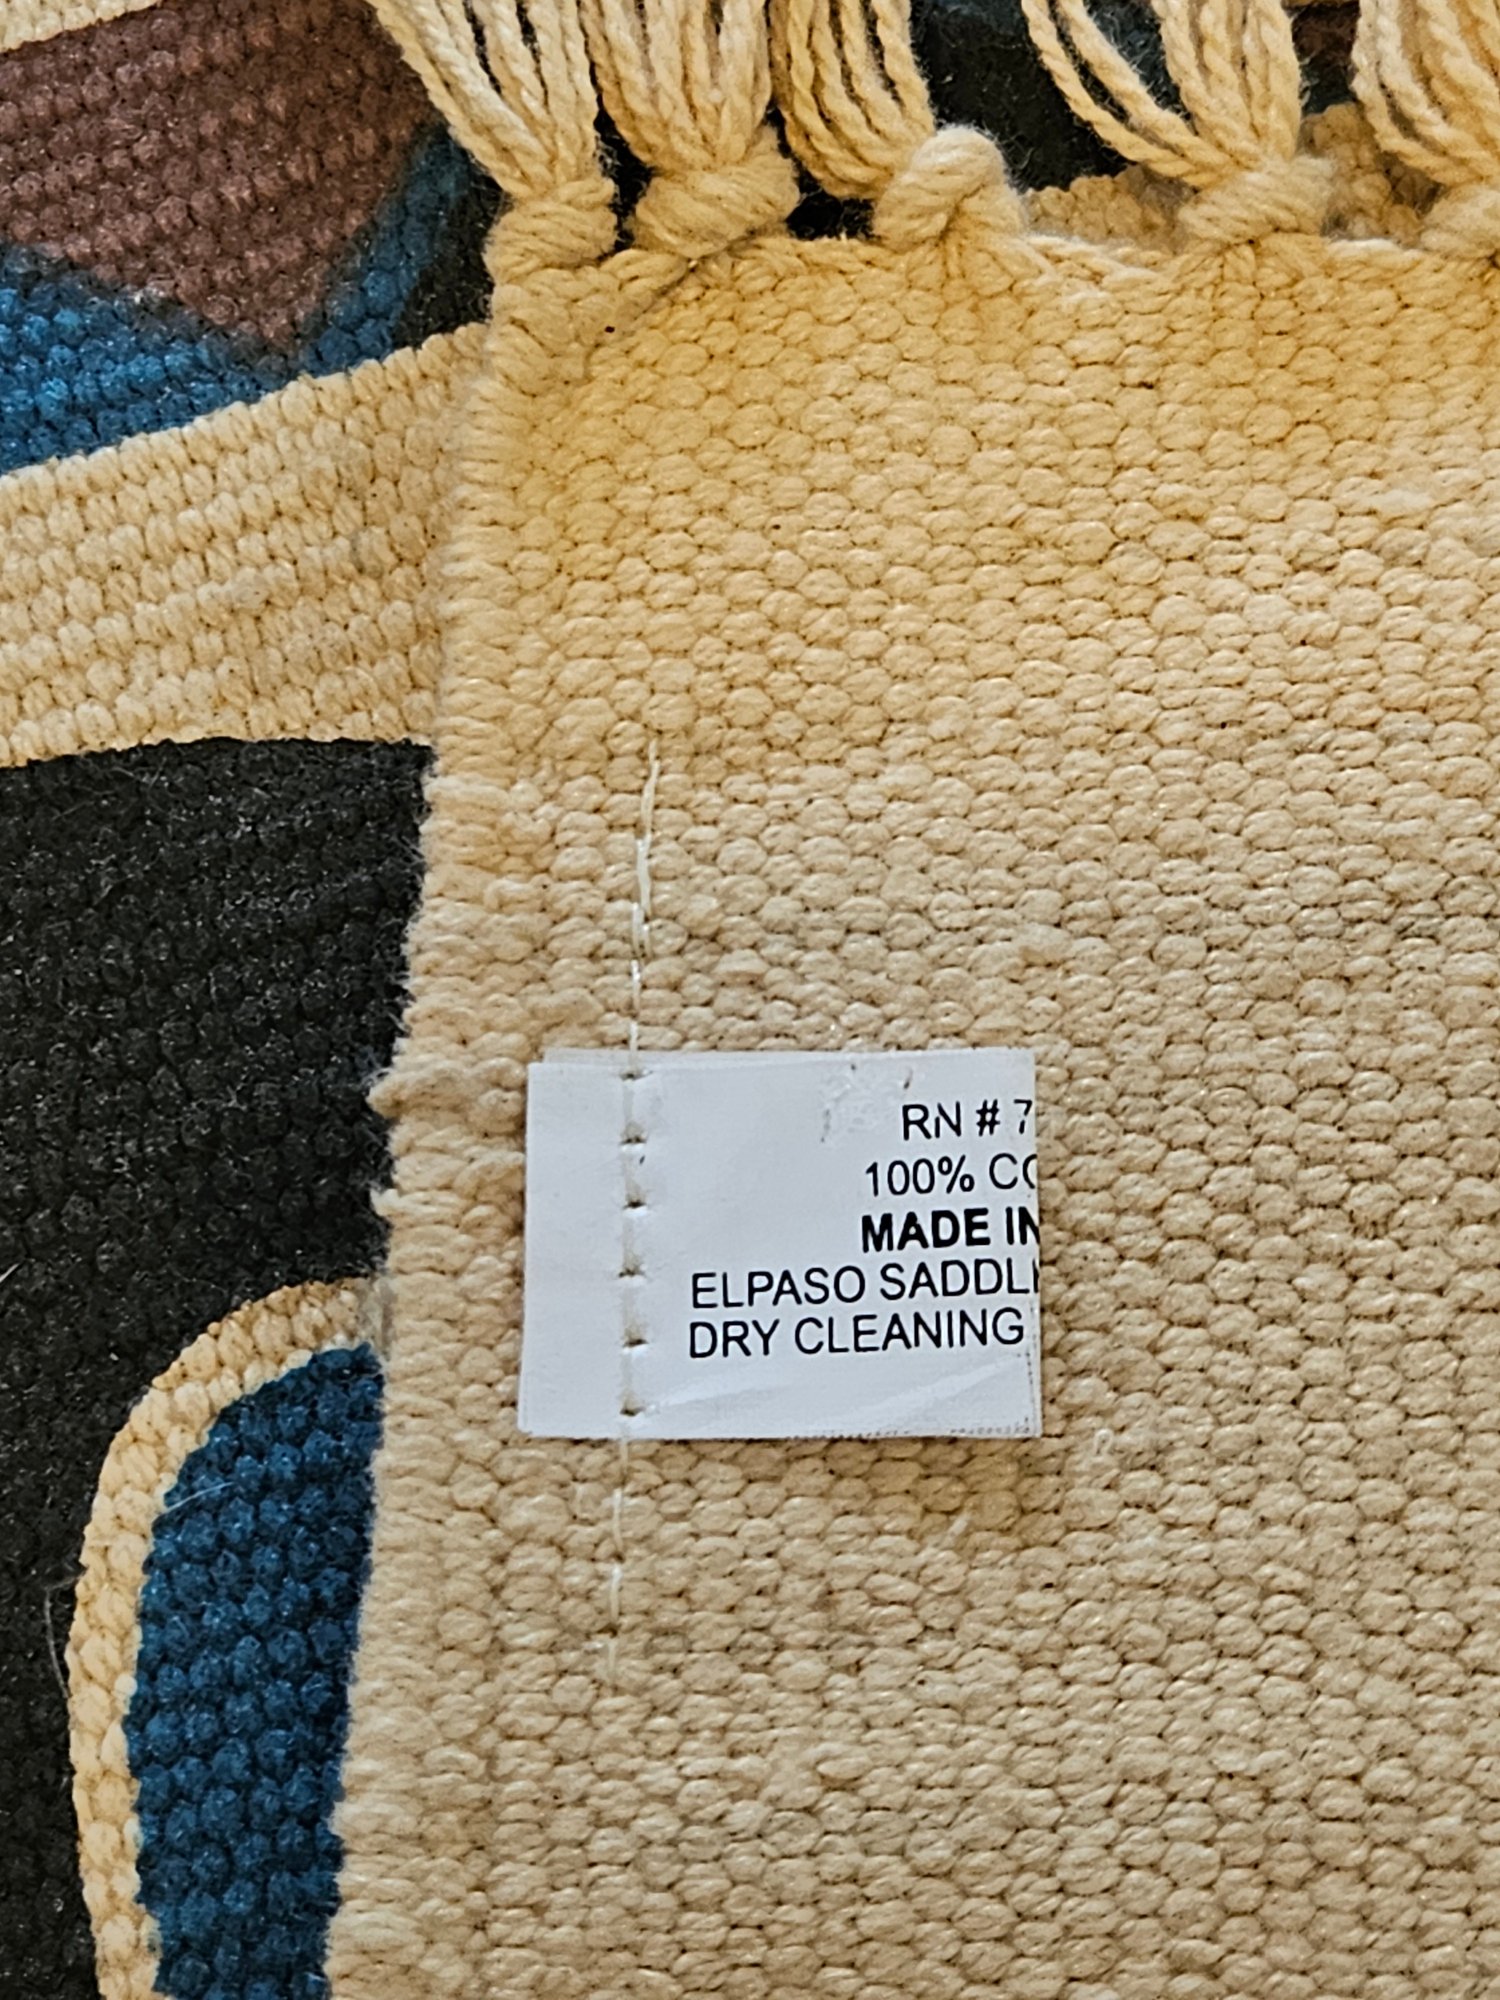 RN # 7
100% CO
MADE IN
ELPASO SADDL
DRY CLEANING